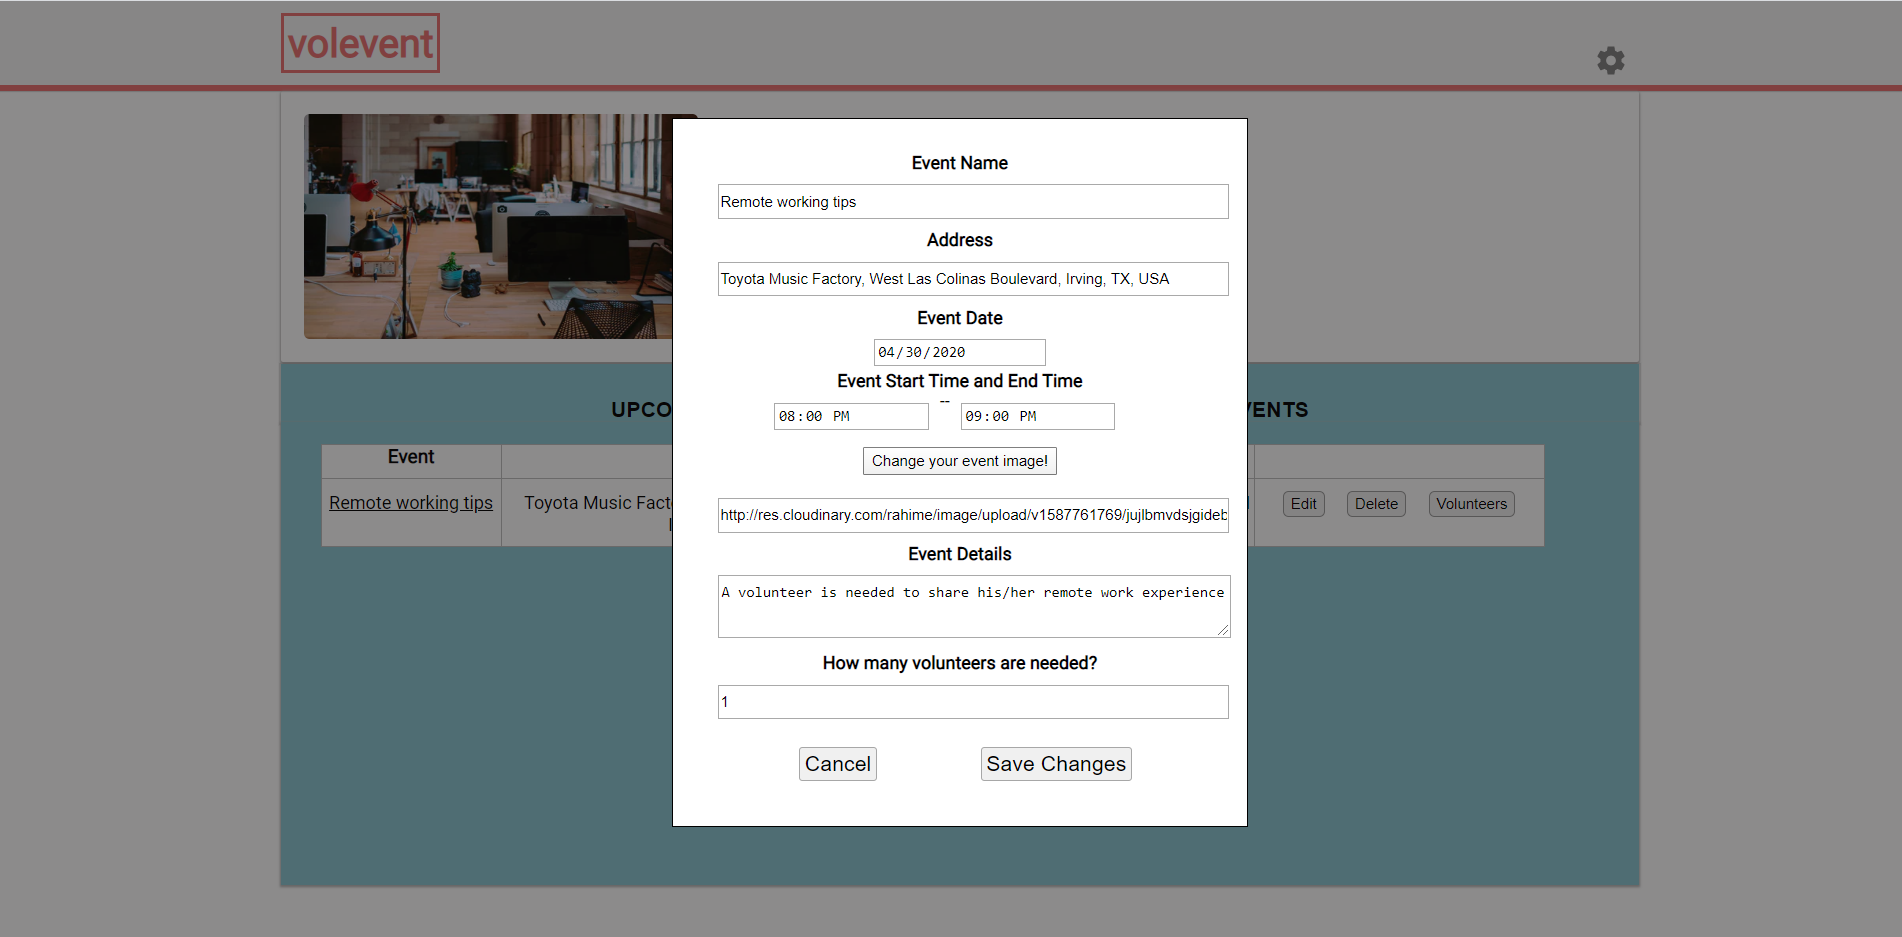 volevent
Event Name
Remote working tips
Address
Toyota Music Factory, West Las Colinas Boulevard, Irving, TX, USA
Event Date
04/30/2020
Event Start Time and End Time
08:00 PM -- 09:00 PM
Change your event image!
http://res.cloudinary.com/rahime/image/upload/v1587761769/jujlbmvdsjgideb
Event Details
A volunteer is needed to share his/her remote work experience
How many volunteers are needed?
1
Cancel Save Changes
UPCO VENTS
Event
Remote working tips Toyota Music Fact Edit Delete Volunteers